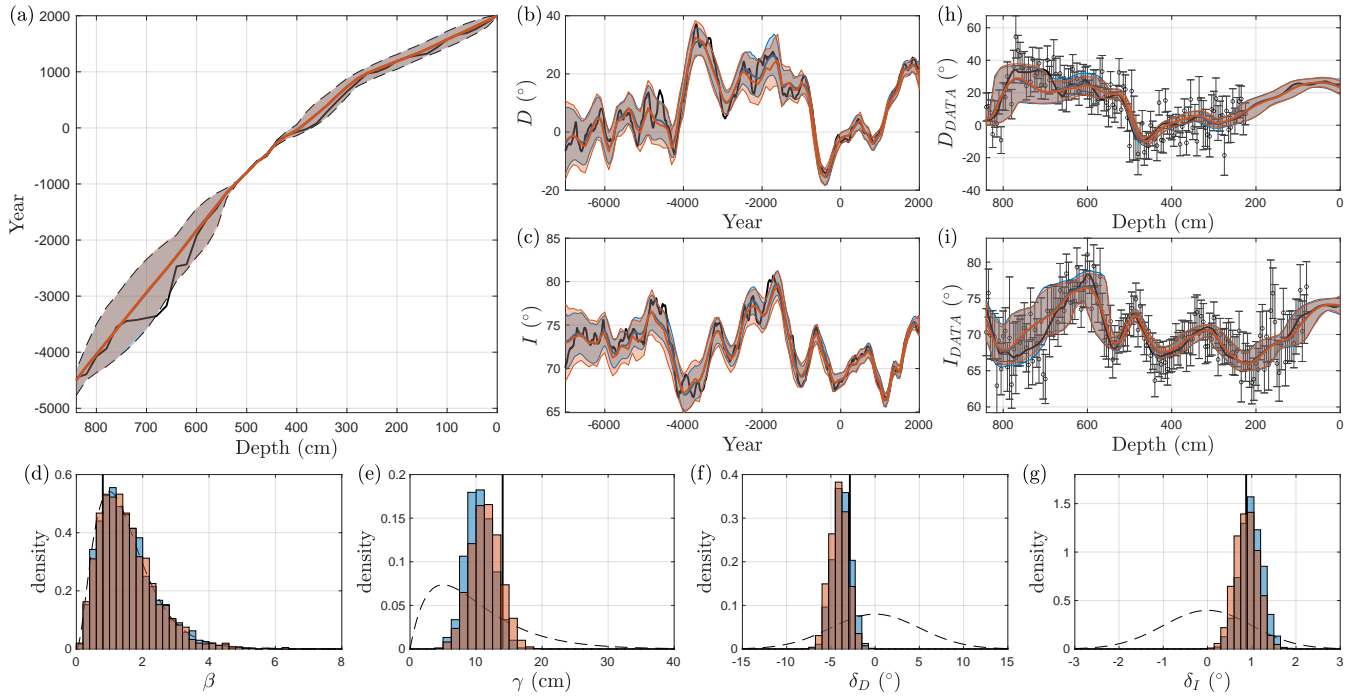 (a)
2000
1000
0
-1000
-2000
-3000
-4000
-5000
Year
800 700 600 500 400 300 200 100 0
Depth (cm)
(b)
40
20
0
-20
D (°)
-6000 -4000 -2000 0 2000
Year
(c)
85
80
75
70
65
I (°)
-6000 -4000 -2000 0 2000
Year
(h)
60
40
20
0
-20
-40
D_DATA (°)
800 600 400 200 0
Depth (cm)
(i)
80
75
70
65
60
I_DATA (°)
800 600 400 200 0
Depth (cm)
(d)
0.6
0.4
0.2
0
density
0 2 4 6 8
β
(e)
0.2
0.15
0.1
0.05
0
density
0 10 20 30 40
γ (cm)
(f)
0.4
0.3
0.2
0.1
0
density
-15 -10 -5 0 5 10 15
δ_D (°)
(g)
1.5
1
0.5
0
density
-3 -2 -1 0 1 2 3
δ_I (°)